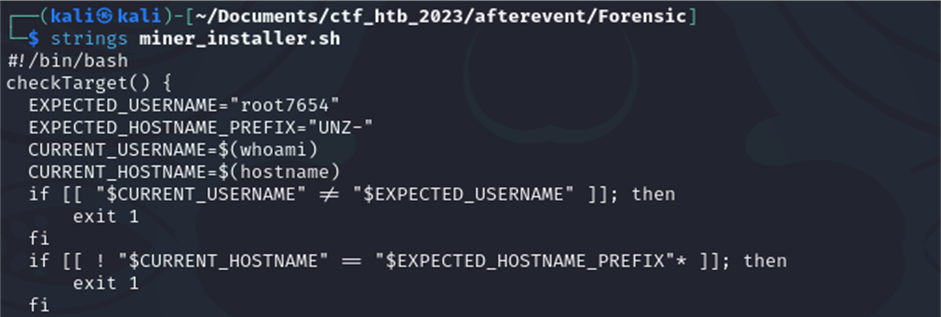 ┌──(kali㉿kali)-[~/Documents/ctf_htb_2023/afterevent/Forensic]
└─$ strings miner_installer.sh
#!/bin/bash
checkTarget() {
  EXPECTED_USERNAME="root7654"
  EXPECTED_HOSTNAME_PREFIX="UNZ-"
  CURRENT_USERNAME=$(whoami)
  CURRENT_HOSTNAME=$(hostname)
  if [[ "$CURRENT_USERNAME" != "$EXPECTED_USERNAME" ]]; then
      exit 1
  fi
  if [[ ! "$CURRENT_HOSTNAME" == "$EXPECTED_HOSTNAME_PREFIX"* ]]; then
      exit 1
  fi